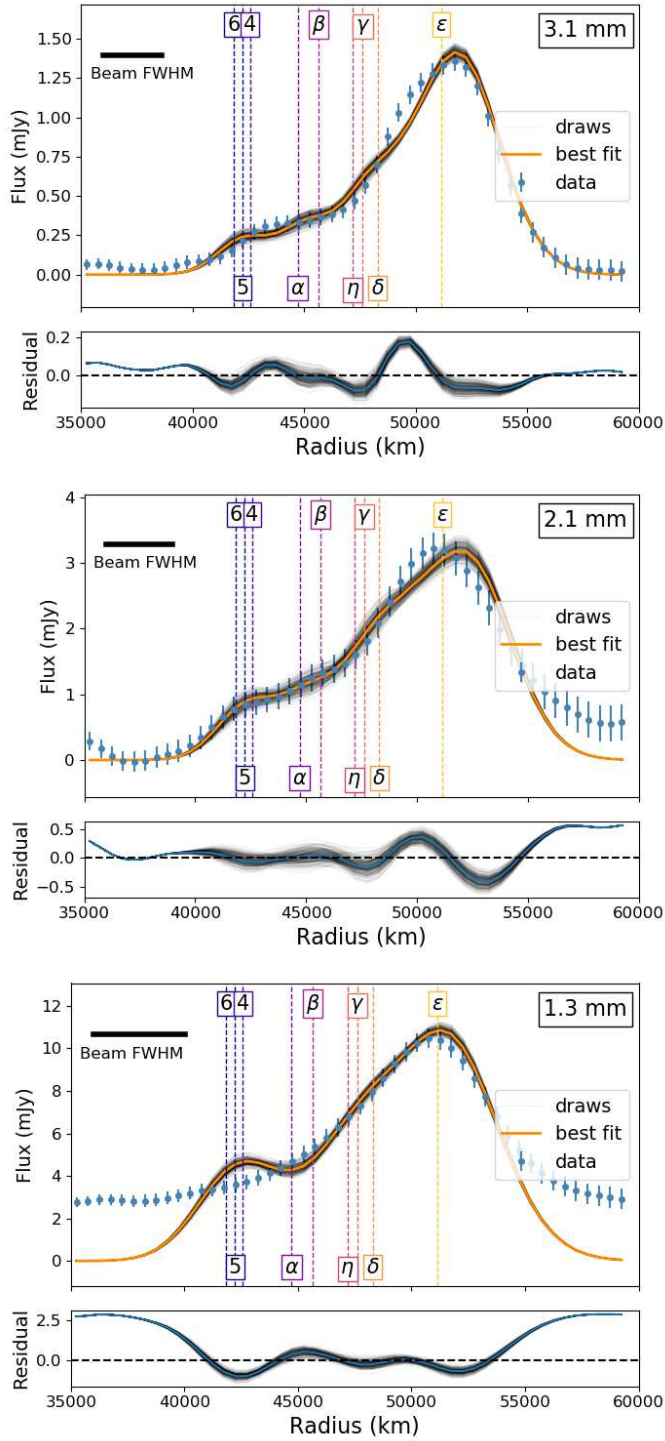 6 4 β γ ε 3.1 mm
1.50
Beam FWHM
1.25
1.00
draws
Flux (mJy)
0.75
best fit
data
0.50
0.25
0.00
5 α η δ
0.2
Residual
0.0
35000 40000 45000 50000 55000 60000
Radius (km)
4
6 4 β γ ε 2.1 mm
Beam FWHM
3
draws
Flux (mJy)
2
best fit
data
1
0
5 α η δ
0.5
Residual
0.0
−0.5
35000 40000 45000 50000 55000 60000
Radius (km)
12
6 4 β γ ε 1.3 mm
10
Beam FWHM
8
draws
Flux (mJy)
6
best fit
data
4
2
0
5 α η δ
2.5
Residual
0.0
35000 40000 45000 50000 55000 60000
Radius (km)